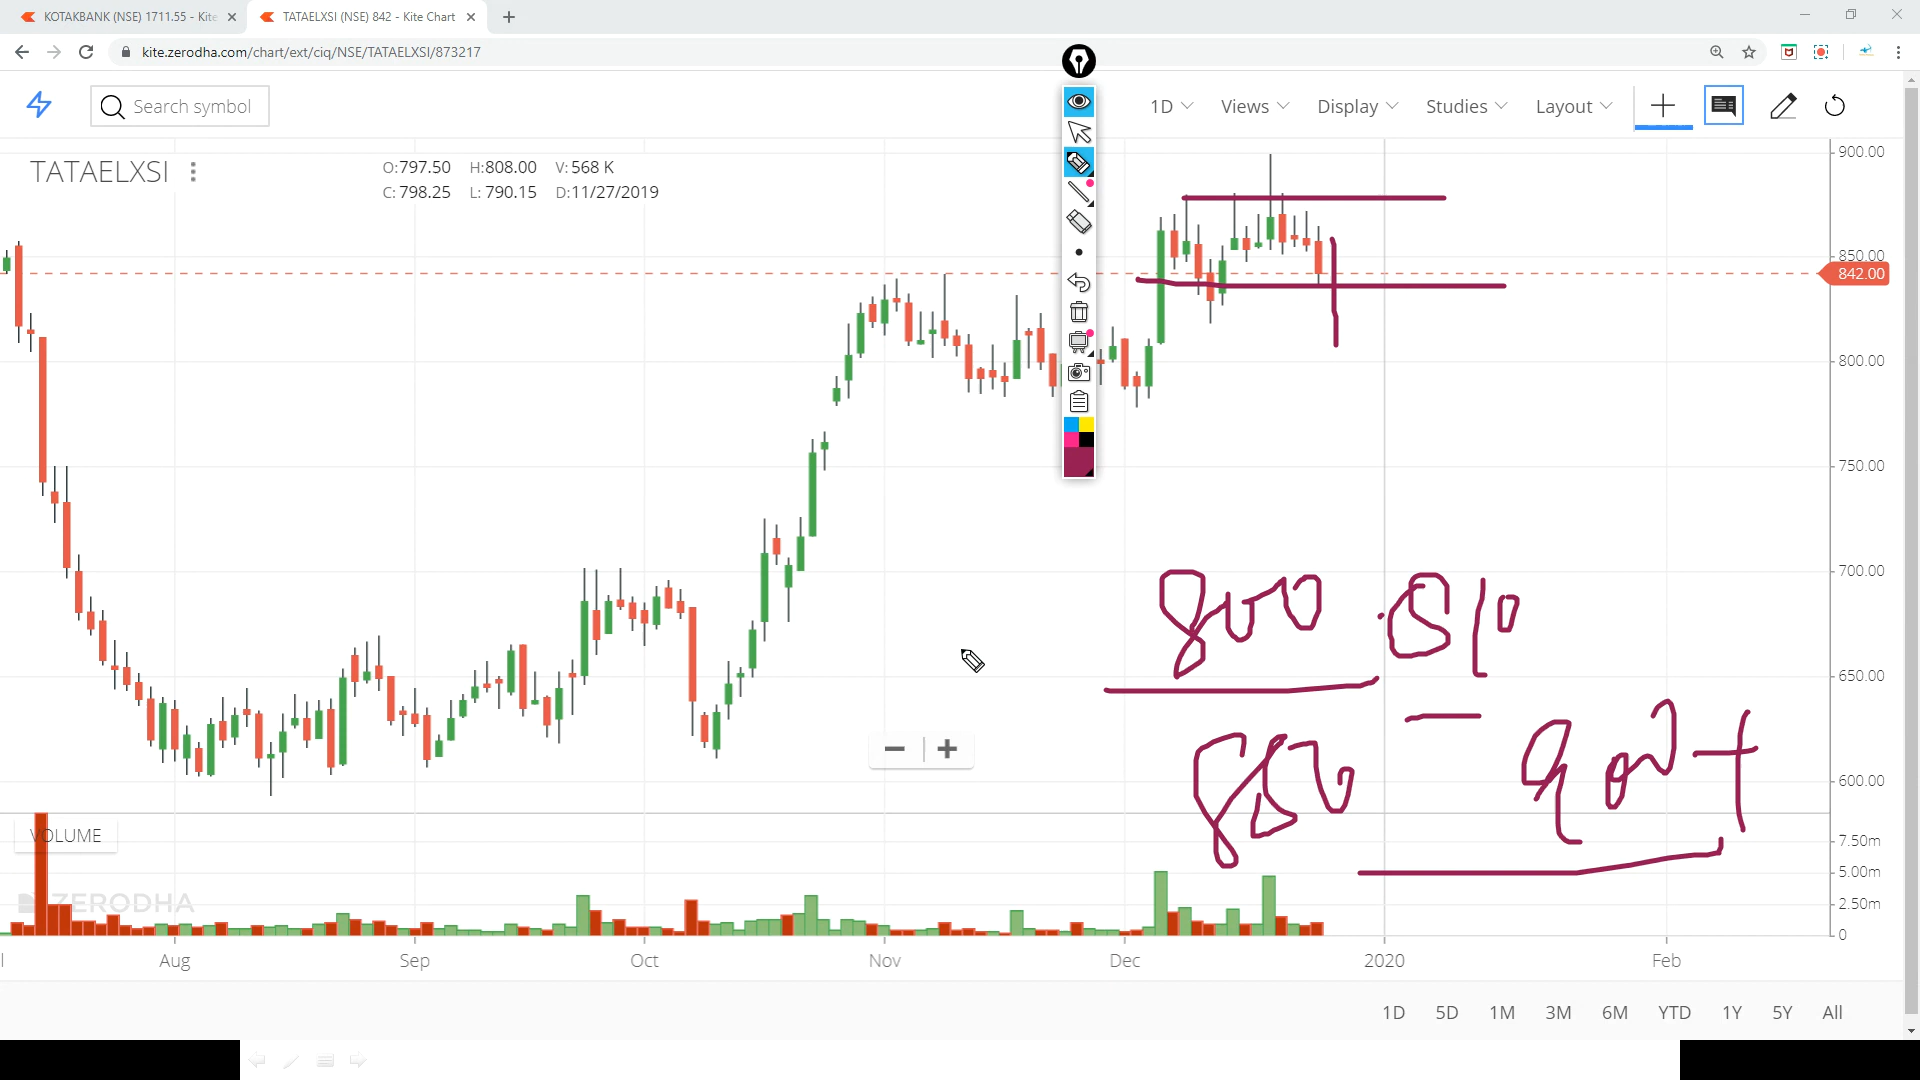 KOTAKBANK (NSE) 1711.55 - Kite
TATAELXSI (NSE) 842 - Kite Chart
kite.zerodha.com/chart/ext/ciq/NSE/TATAELXSI/873217
Search symbol
1D Views Display Studies Layout
TATAELXSI
O:797.50 H:808.00 V:568 K
C:798.25 L:790.15 D:11/27/2019
900.00
850.00
842.00
800.00
750.00
700.00
650.00
600.00
800 810
850
VOLUME
7.50m
5.00m
2.50m
0
ZERODHA
Aug Sep Oct Nov Dec 2020 Feb
1D 5D 1M 3M 6M YTD 1Y 5Y All